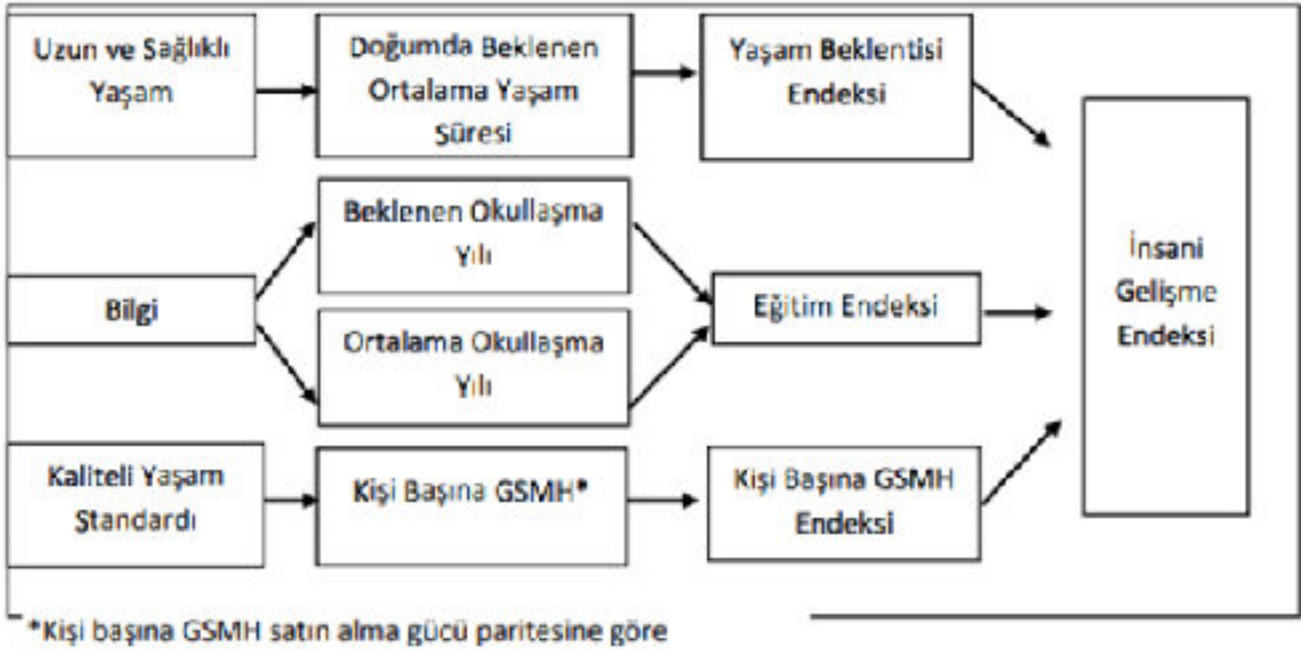 Uzun ve Sağlıklı
Yaşam
Doğumda Beklenen
Ortalama Yaşam
Süresi
Yaşam Beklentisi
Endeksi
Bilgi
Beklenen Okullaşma
Yılı
Ortalama Okullaşma
Yılı
Eğitim Endeksi
Kaliteli Yaşam
Standardı
Kişi Başına GSMH*
Kişi Başına GSMH
Endeksi
İnsani
Gelişme
Endeksi
*Kişi başına GSMH satın alma gücü paritesine göre